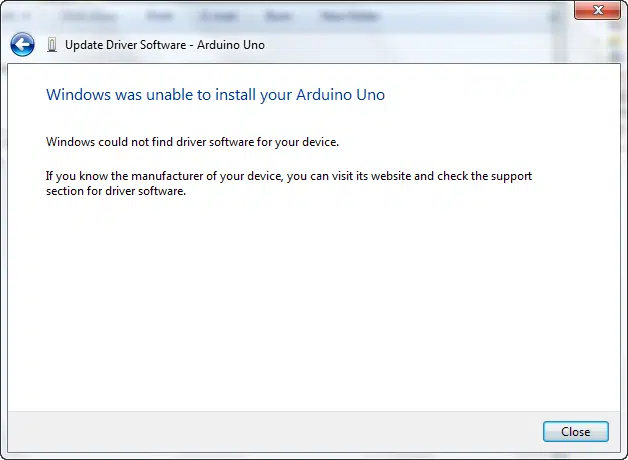 Update Driver Software - Arduino Uno
Windows was unable to install your Arduino Uno
Windows could not find driver software for your device.
If you know the manufacturer of your device, you can visit its website and check the support
section for driver software.
Close